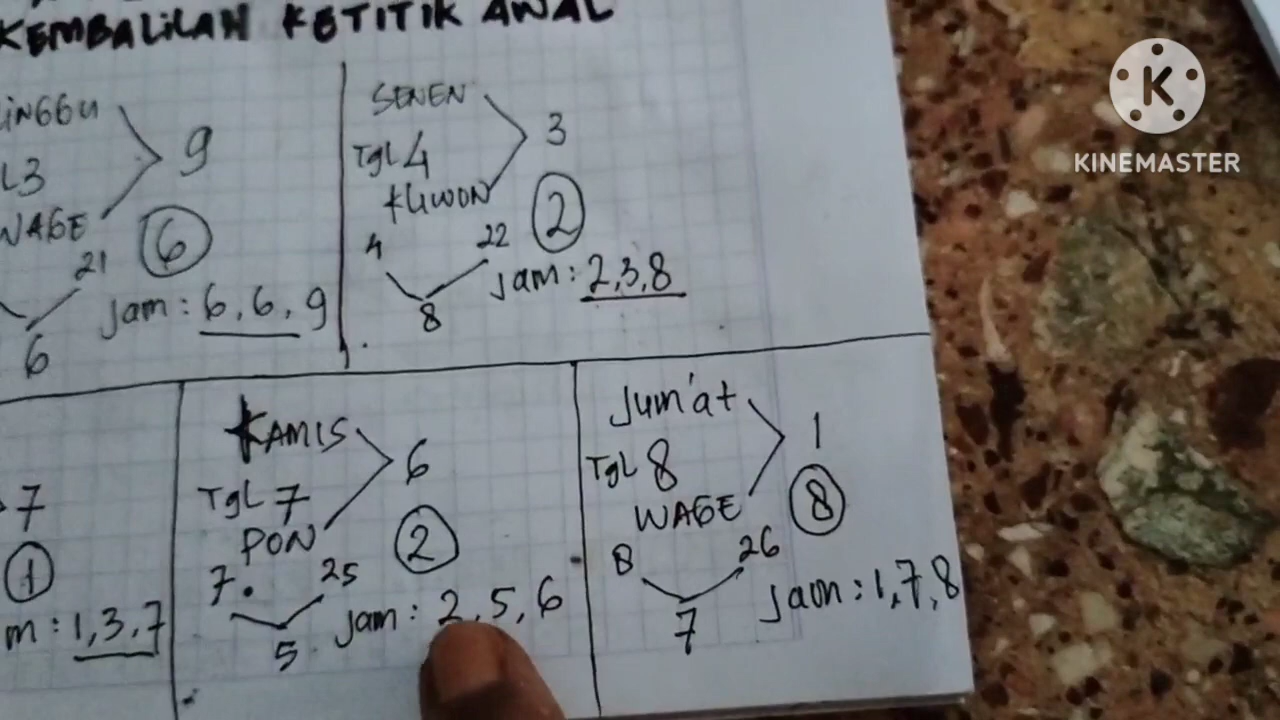 KEMBALILAH KETITIK AWAL
INGGU
L3
WAGE
9
6
21
6
jam: 6, 6, 9
SENEN
Tgl 4
KLIWON
3
2
4
22
8
jam: 2,3,8
7
1
m: 1,3,7
KAMIS
Tgl 7
PON
6
2
7.
25
5
jam: 2,5,6
Jum'at
Tgl 8
WAGE
1
8
8
26
7
Jam: 1,7,8
K
KINEMASTER